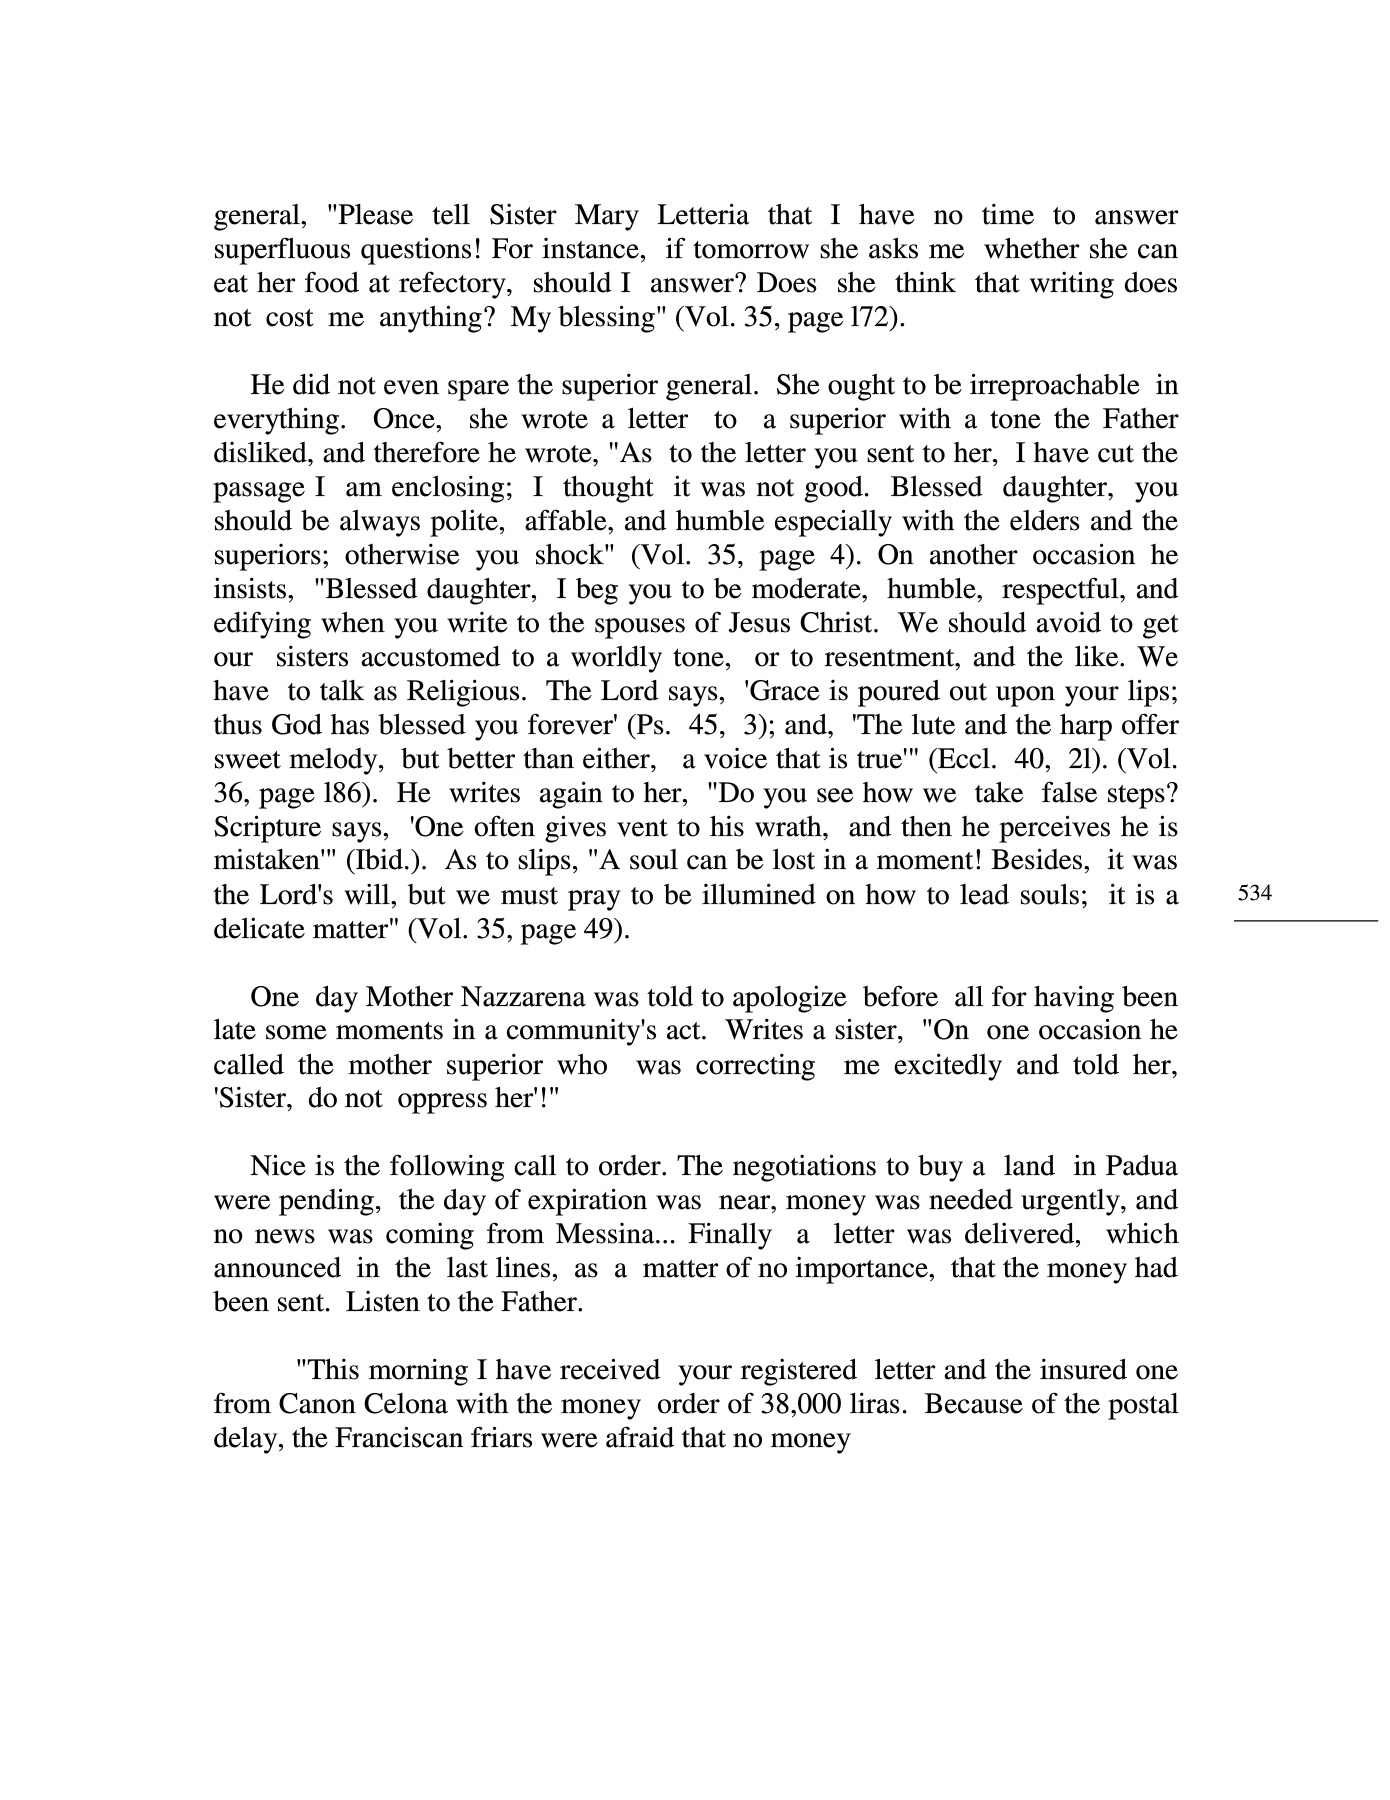 general, "Please tell Sister Mary Letteria that I have no time to answer
superfluous questions! For instance, if tomorrow she asks me whether she can
eat her food at refectory, should I answer? Does she think that writing does
not cost me anything? My blessing" (Vol. 35, page l72).
He did not even spare the superior general. She ought to be irreproachable in
everything. Once, she wrote a letter to a superior with a tone the Father
disliked, and therefore he wrote, "As to the letter you sent to her, I have cut the
passage I am enclosing; I thought it was not good. Blessed daughter, you
should be always polite, affable, and humble especially with the elders and the
superiors; otherwise you shock" (Vol. 35, page 4). On another occasion he
insists, "Blessed daughter, I beg you to be moderate, humble, respectful, and
edifying when you write to the spouses of Jesus Christ. We should avoid to get
our sisters accustomed to a worldly tone, or to resentment, and the like. We
have to talk as Religious. The Lord says, 'Grace is poured out upon your lips;
thus God has blessed you forever' (Ps. 45, 3); and, 'The lute and the harp offer
sweet melody, but better than either, a voice that is true'" (Eccl. 40, 2l). (Vol.
36, page l86). He writes again to her, "Do you see how we take false steps?
Scripture says, 'One often gives vent to his wrath, and then he perceives he is
mistaken'" (Ibid.). As to slips, "A soul can be lost in a moment! Besides, it was
the Lord's will, but we must pray to be illumined on how to lead souls; it is a
delicate matter" (Vol. 35, page 49).
534
One day Mother Nazzarena was told to apologize before all for having been
late some moments in a community's act. Writes a sister, "On one occasion he
called the mother superior who was correcting me excitedly and told her,
'Sister, do not oppress her'!"
Nice is the following call to order. The negotiations to buy a land in Padua
were pending, the day of expiration was near, money was needed urgently, and
no news was coming from Messina... Finally a letter was delivered, which
announced in the last lines, as a matter of no importance, that the money had
been sent. Listen to the Father.
"This morning I have received your registered letter and the insured one
from Canon Celona with the money order of 38,000 liras. Because of the postal
delay, the Franciscan friars were afraid that no money